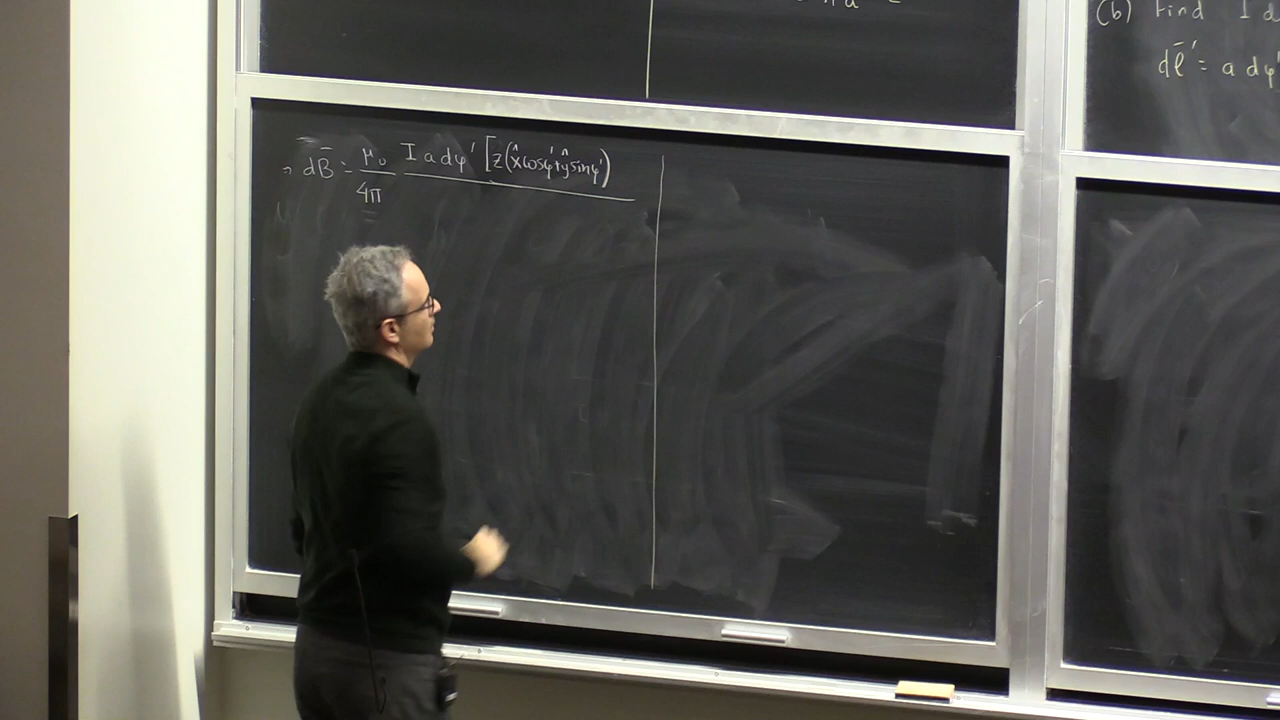 ⇒ dB̄ = μ₀/4π I a dφ' [z(x̂cosφ'+ŷsinφ')
(b) Find I d
dl̄' = a dφ'